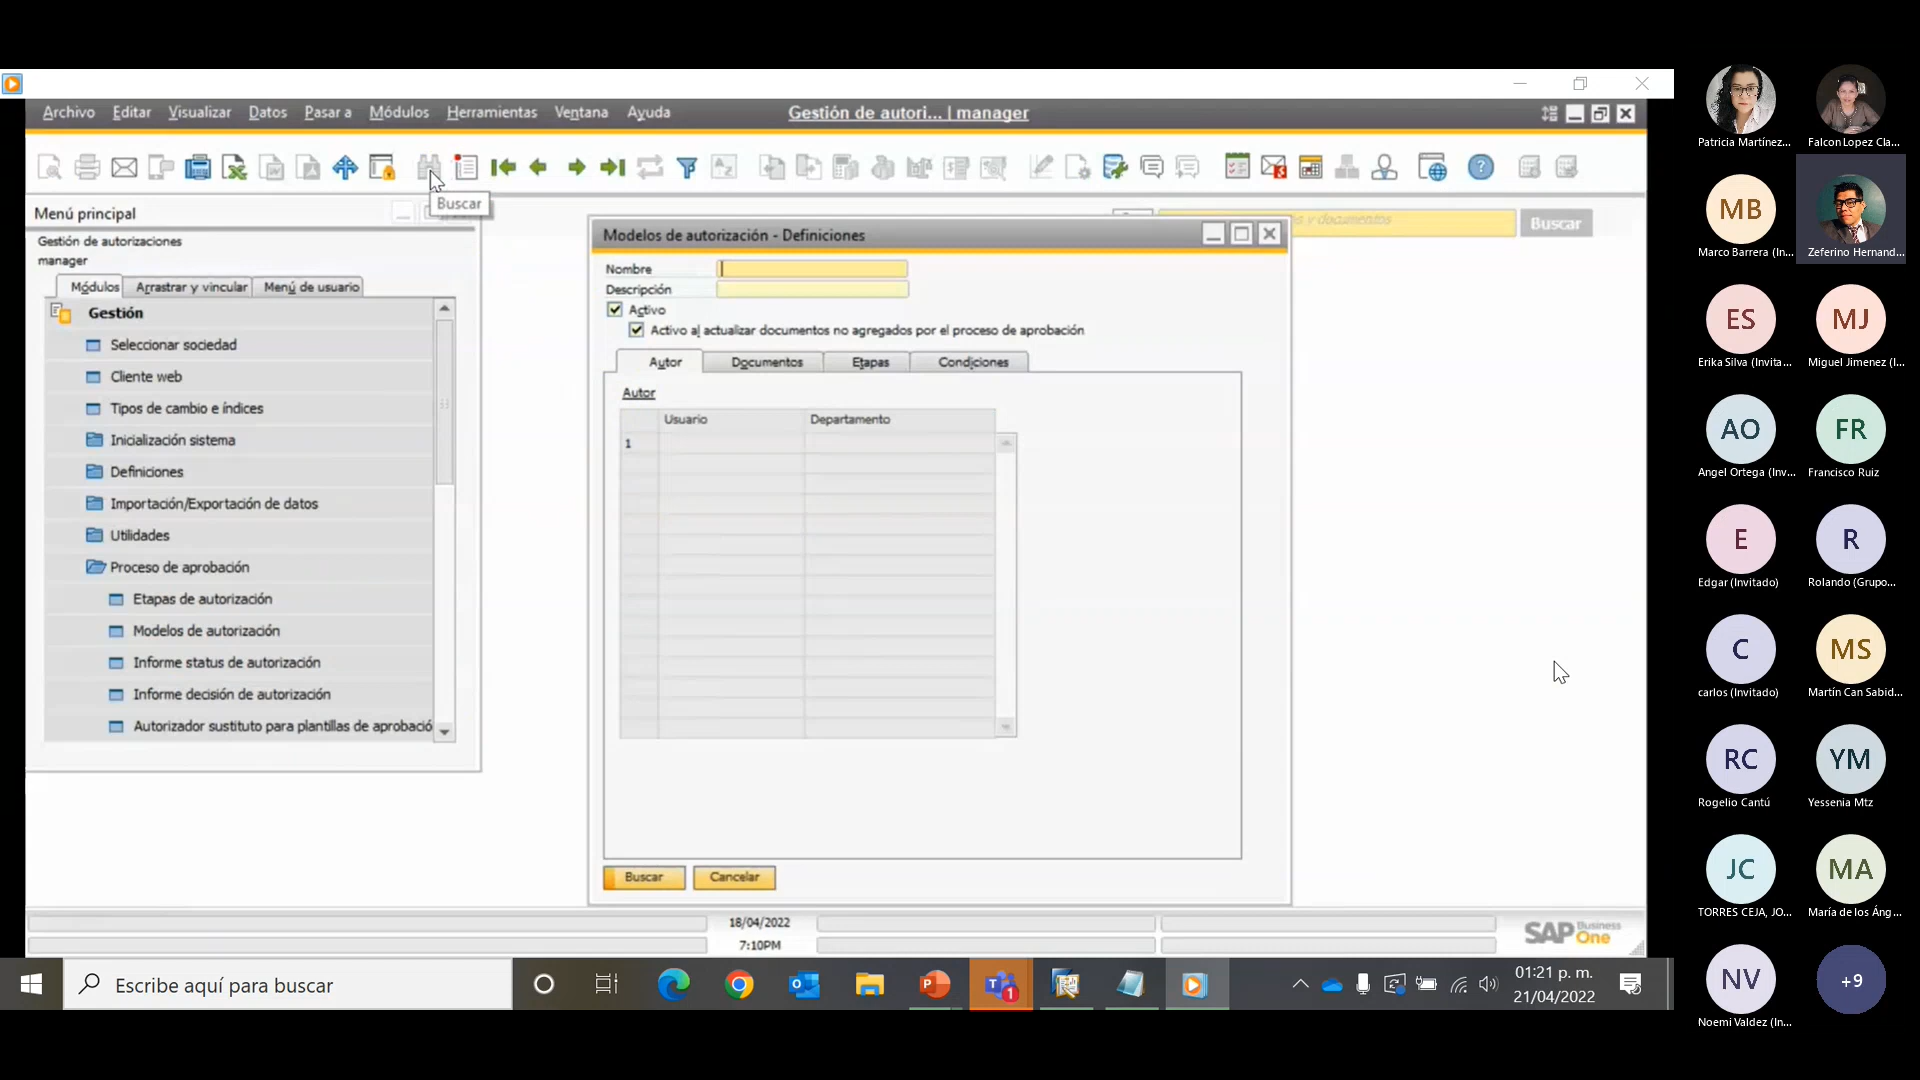 Archivo Editar Visualizar Datos Pasar a Módulos Herramientas Ventana Ayuda Gestión de autori... | manager
Buscar
Menú principal
y documentos Buscar
Gestión de autorizaciones
manager
Módulos Arrastrar y vincular Menú de usuario
Gestión
Seleccionar sociedad
Cliente web
Tipos de cambio e índices
Inicialización sistema
Definiciones
Importación/Exportación de datos
Utilidades
Proceso de aprobación
Etapas de autorización
Modelos de autorización
Informe status de autorización
Informe decisión de autorización
Autorizador sustituto para plantillas de aprobació
Modelos de autorización - Definiciones
Nombre
Descripción
Activo
Activo al actualizar documentos no agregados por el proceso de aprobación
Autor Documentos Etapas Condiciones
Autor
Usuario Departamento
1
Buscar Cancelar
18/04/2022
7:10PM
SAP Business One
Escribe aquí para buscar
1
01:21 p. m.
21/04/2022
Patricia Martínez... Falcon Lopez Cla...
MB
Marco Barrera (In... Zeferino Hernand...
ES MJ
Erika Silva (Invita... Miguel Jimenez (I...
AO FR
Angel Ortega (Inv... Francisco Ruiz
E R
Edgar (Invitado) Rolando (Grupo...
C MS
carlos (Invitado) Martín Can Sabid...
RC YM
Rogelio Cantú Yessenia Mtz
JC MA
TORRES CEJA, JO... María de los Áng...
NV +9
Noemi Valdez (In...